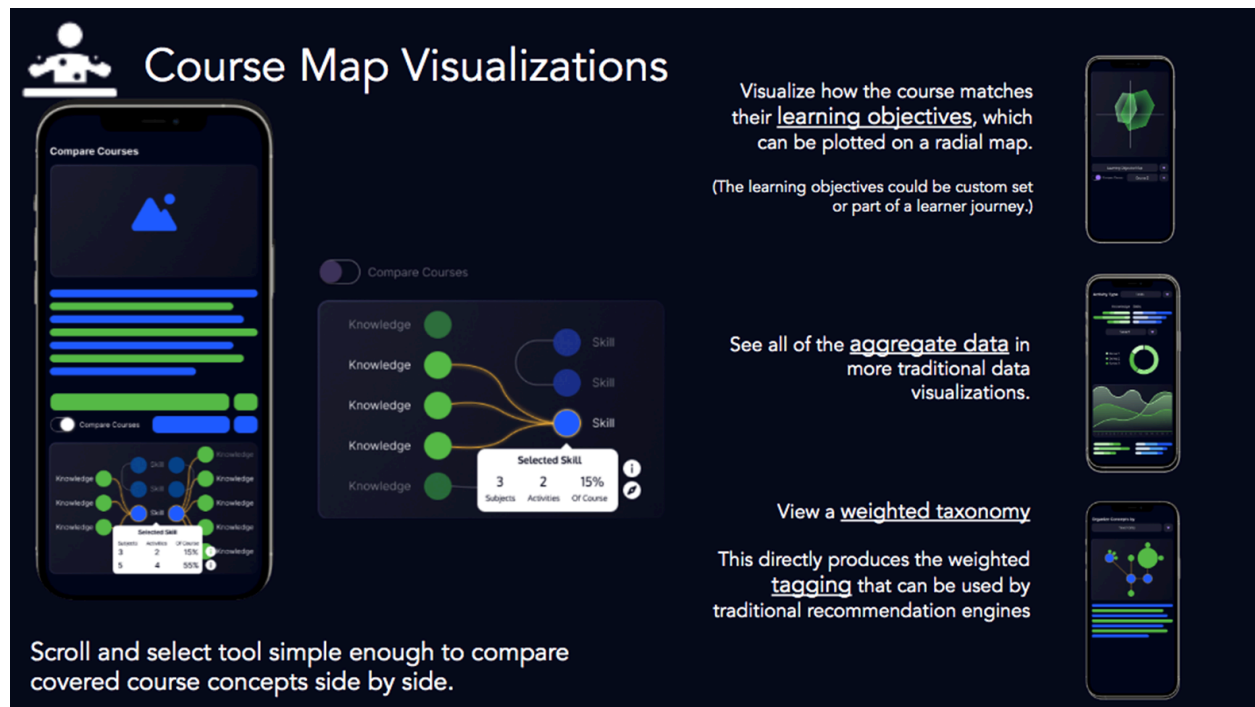 Course Map Visualizations
Compare Courses
Compare Courses
Skill
Knowledge
Knowledge
Skill
Knowledge
Knowledge
Knowledge
Skill
Knowledge
Knowledge
Knowledge
Selected Skill
Subjects Activities Of Course
3 2 15%
5 4 55%
Scroll and select tool simple enough to compare
covered course concepts side by side.
Compare Courses
Knowledge
Skill
Knowledge
Skill
Knowledge
Skill
Knowledge
Knowledge
Selected Skill
3 2 15%
Subjects Activities Of Course
Visualize how the course matches
their learning objectives, which
can be plotted on a radial map.
(The learning objectives could be custom set
or part of a learner journey.)
See all of the aggregate data in
more traditional data
visualizations.
Activity Type
View a weighted taxonomy
This directly produces the weighted
tagging that can be used by
traditional recommendation engines
Organize Concepts by